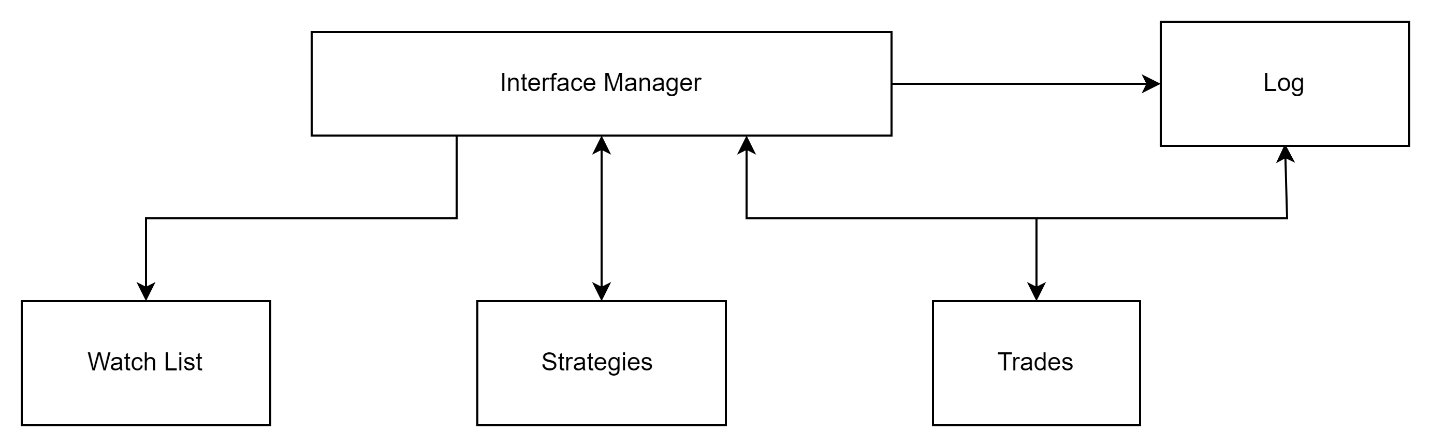 Interface Manager
Log
Watch List
Strategies
Trades